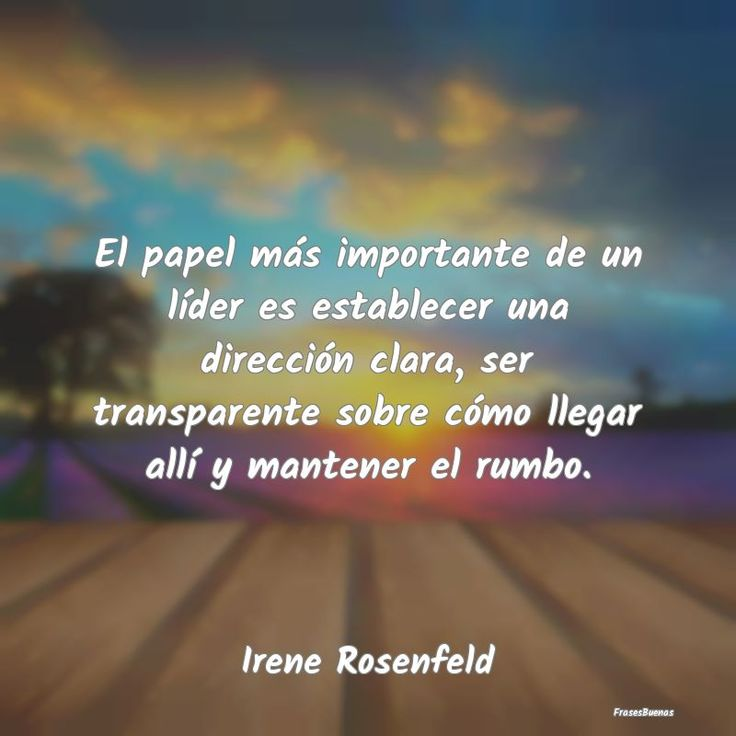 El papel más importante de un
líder es establecer una
dirección clara, ser
transparente sobre cómo llegar
allí y mantener el rumbo.
Irene Rosenfeld
FrasesBuenas